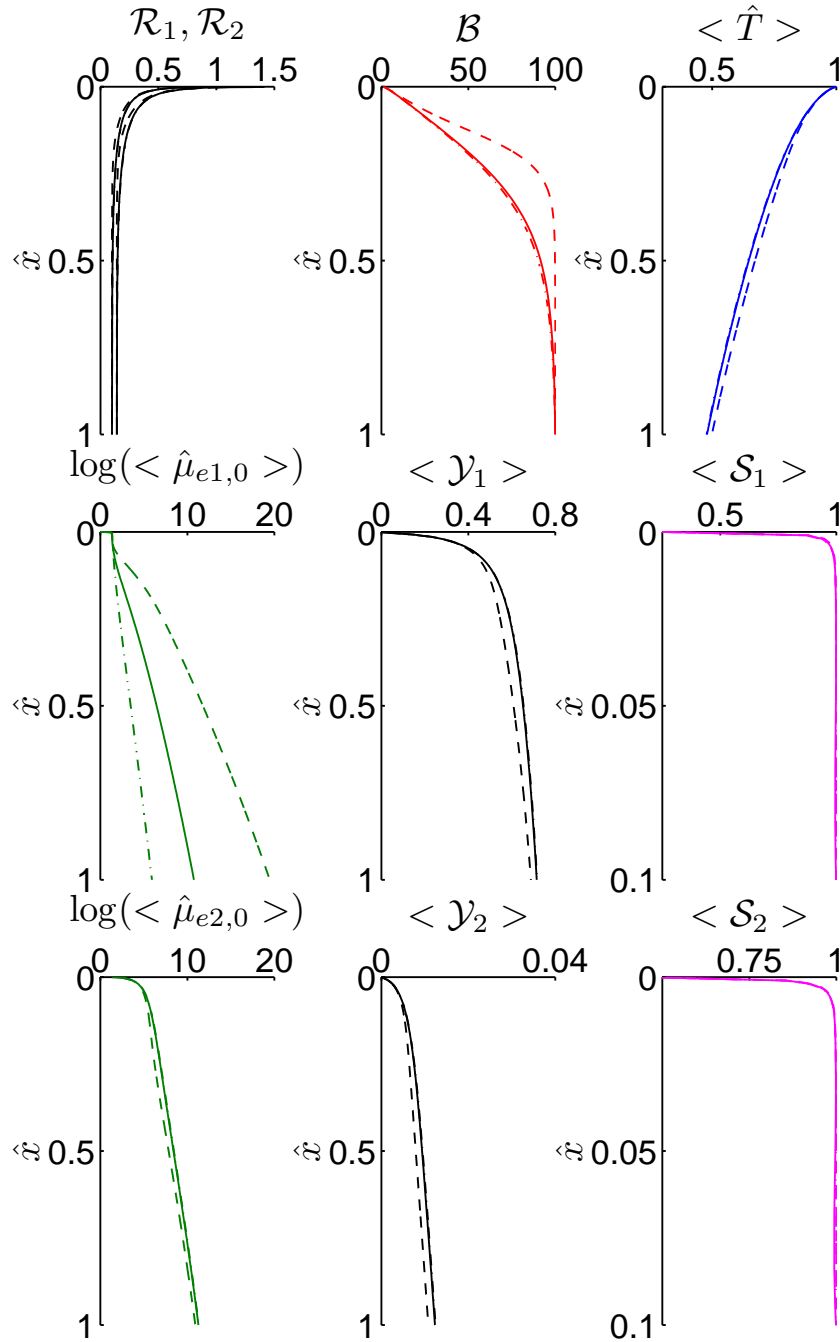 R₁, R₂ B < T̂ >
0 0.5 1 1.5 0 50 100 0.5 1
0 0 0
x̂ 0.5 x̂ 0.5 x̂ 0.5
1 1 1
log(< μ̂ₑ₁,₀ >) < Y₁ > < S₁ >
0 10 20 0 0.4 0.8 0.5 1
0 0 0
x̂ 0.5 x̂ 0.5 x̂ 0.05
1 1 0.1
log(< μ̂ₑ₂,₀ >) < Y₂ > < S₂ >
0 10 20 0 0.04 0.75 1
0 0 0
x̂ 0.5 x̂ 0.5 x̂ 0.05
1 1 0.1